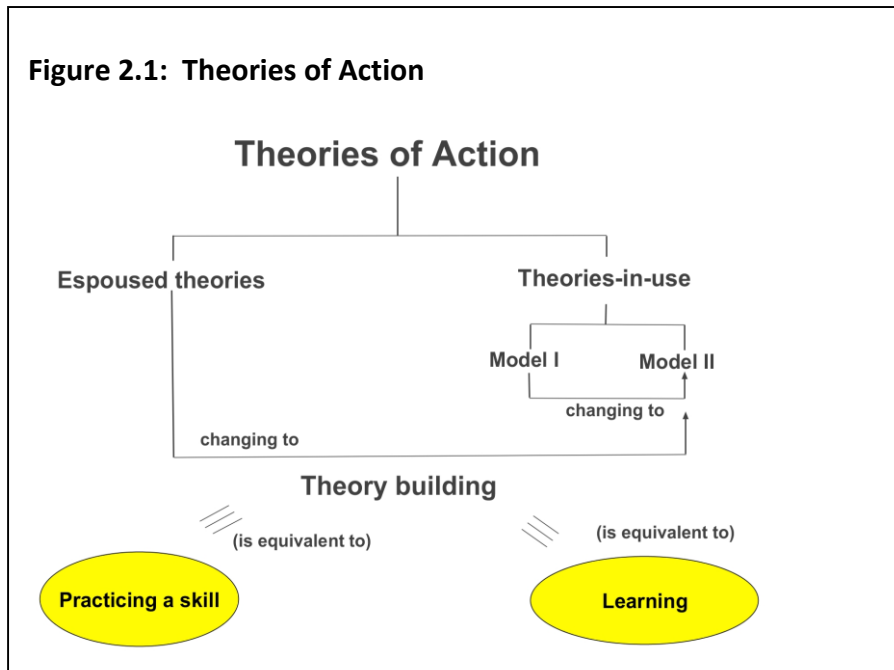 Figure 2.1: Theories of Action
Theories of Action
Espoused theories
Theories-in-use
Model I
Model II
changing to
changing to
Theory building
(is equivalent to)
(is equivalent to)
Practicing a skill
Learning